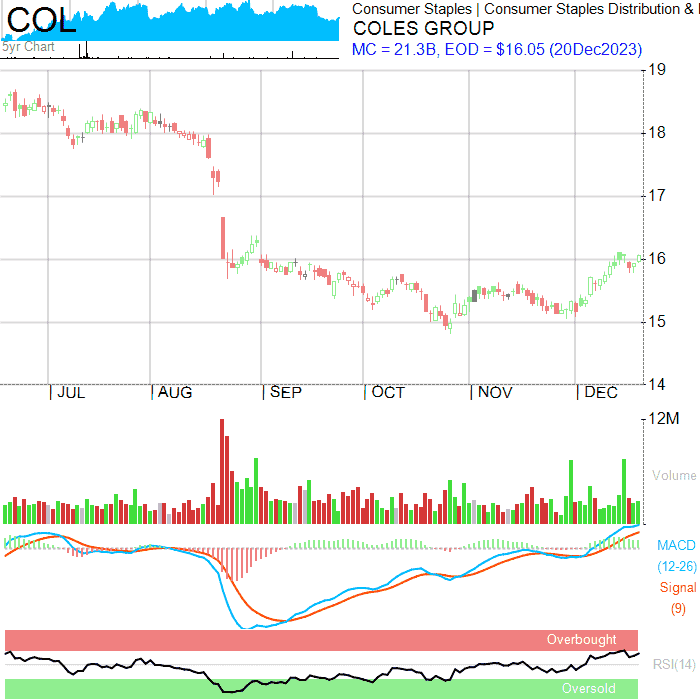 COL
5yr Chart
Consumer Staples | Consumer Staples Distribution &
COLES GROUP
MC = 21.3B, EOD = $16.05 (20Dec2023)
19
18
17
16
15
14
JUL AUG SEP OCT NOV DEC
12M
Volume
MACD
(12-26)
Signal
(9)
Overbought
RSI(14)
Oversold